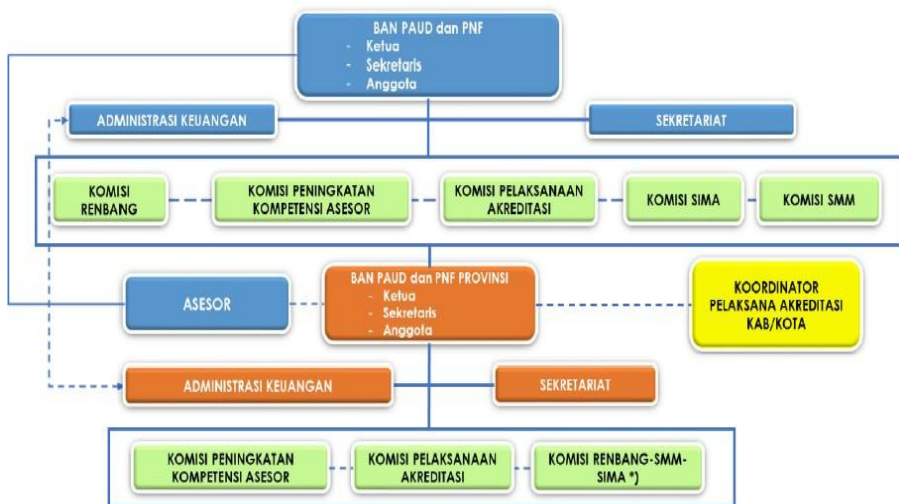 BAN PAUD dan PNF
- Ketua
- Sekretaris
- Anggota
ADMINISTRASI KEUANGAN
SEKRETARIAT
KOMISI
RENBANG
KOMISI PENINGKATAN
KOMPETENSI ASESOR
KOMISI PELAKSANAAN
AKREDITASI
KOMISI SIMA
KOMISI SMM
ASESOR
BAN PAUD dan PNF PROVINSI
- Ketua
- Sekretaris
- Anggota
KOORDINATOR
PELAKSANA AKREDITASI
KAB/KOTA
ADMINISTRASI KEUANGAN
SEKRETARIAT
KOMISI PENINGKATAN
KOMPETENSI ASESOR
KOMISI PELAKSANAAN
AKREDITASI
KOMISI RENBANG-SMM-
SIMA *)